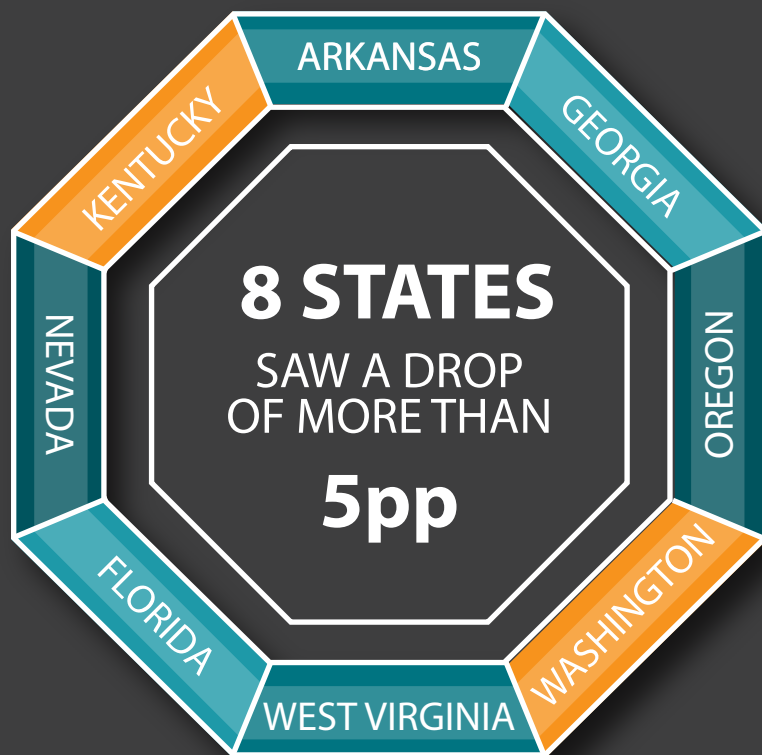 ARKANSAS
GEORGIA
OREGON
WASHINGTON
WEST VIRGINIA
FLORIDA
NEVADA
KENTUCKY
8 STATES
SAW A DROP
OF MORE THAN
5pp